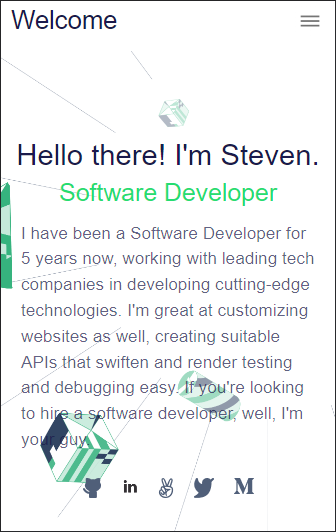 Welcome
Hello there! I'm Steven.
Software Developer
I have been a Software Developer for
5 years now, working with leading tech
companies in developing cutting-edge
technologies. I'm great at customizing
websites as well, creating suitable
APIs that swiften and render testing
and debugging easy. If you're looking
to hire a software developer, well, I'm
your guy.
in
M